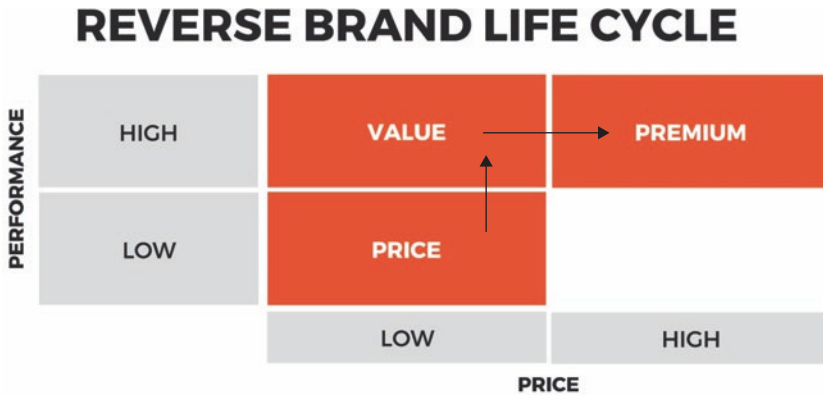 REVERSE BRAND LIFE CYCLE
PERFORMANCE
HIGH
VALUE
PREMIUM
LOW
PRICE
LOW
HIGH
PRICE